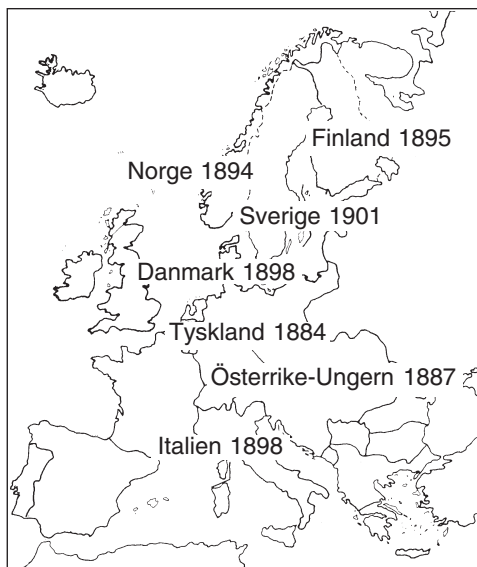 Finland 1895
Norge 1894
Sverige 1901
Danmark 1898
Tyskland 1884
Österrike-Ungern 1887
Italien 1898